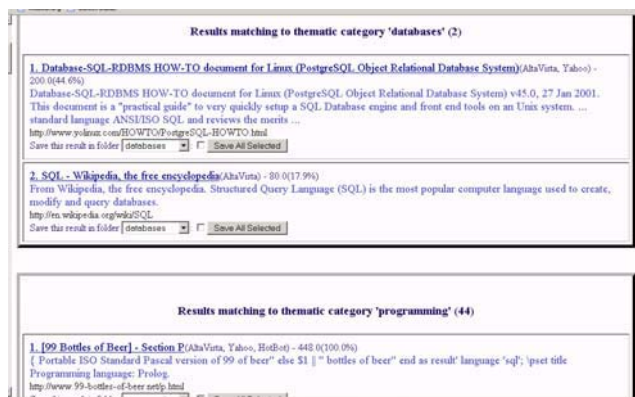 Results matching to thematic category 'databases' (2)
1. Database-SQL-RDBMS HOW-TO document for Linux (PostgreSQL Object Relational Database System)(AltaVista, Yahoo) -
200.0(44.6%)
Database-SQL-RDBMS HOW-TO document for Linux (PostgreSQL Object Relational Database System) v45.0, 27 Jan 2001.
This document is a "practical guide" to very quickly setup a SQL Database engine and front end tools on an Unix system. ...
standard language ANSI/ISO SQL and reviews the merits ...
http://www.yolinux.com/HOWTO/PostgreSQL-HOWTO.html
Save this result in folder databases : Save All Selected
2. SQL - Wikipedia, the free encyclopedia(AltaVista) - 80.0(17.9%)
From Wikipedia, the free encyclopedia. Structured Query Language (SQL) is the most popular computer language used to create,
modify and query databases.
http://en.wikipedia.org/wiki/SQL
Save this result in folder databases : Save All Selected
Results matching to thematic category 'programming' (44)
1. [99 Bottles of Beer] - Section P(AltaVista, Yahoo, HotBot) - 448.0(100.0%)
{ Portable ISO Standard Pascal version of 99 of beer" else $1 || " bottles of beer" end as result' language 'sql'; \pset title
Programming language: Prolog.
http://www.99-bottles-of-beer.net/p.html